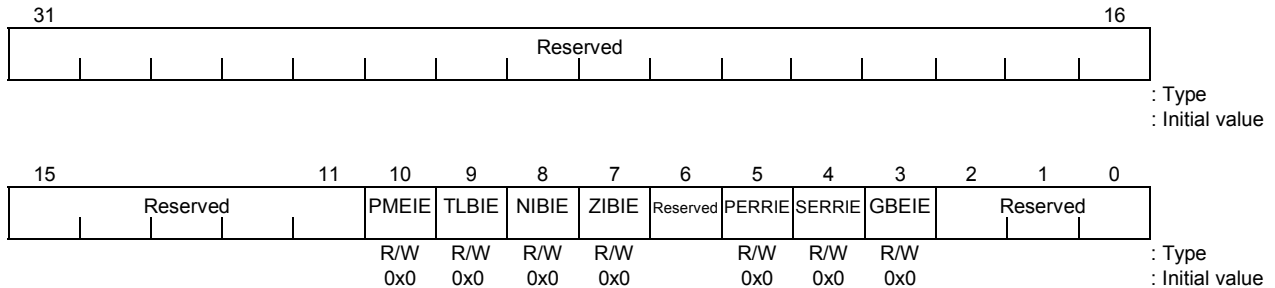 31 16
Reserved
: Type
: Initial value
15 11 10 9 8 7 6 5 4 3 2 1 0
Reserved PMEIE TLBIE NIBIE ZIBIE Reserved PERRIE SERRIE GBEIE Reserved
R/W R/W R/W R/W R/W R/W R/W : Type
0x0 0x0 0x0 0x0 0x0 0x0 0x0 : Initial value